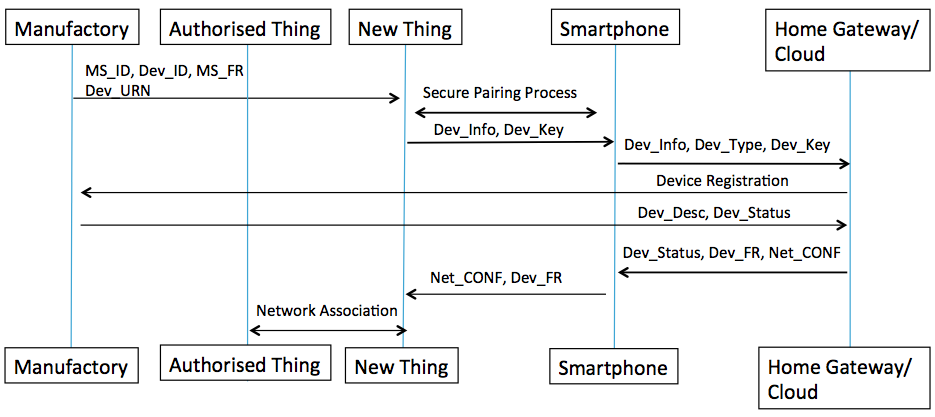 Manufactory
Authorised Thing
New Thing
Smartphone
Home Gateway/
Cloud
MS_ID, Dev_ID, MS_FR
Dev_URN
Secure Pairing Process
Dev_Info, Dev_Key
Dev_Info, Dev_Type, Dev_Key
Device Registration
Dev_Desc, Dev_Status
Dev_Status, Dev_FR, Net_CONF
Net_CONF, Dev_FR
Network Association
Manufactory
Authorised Thing
New Thing
Smartphone
Home Gateway/
Cloud